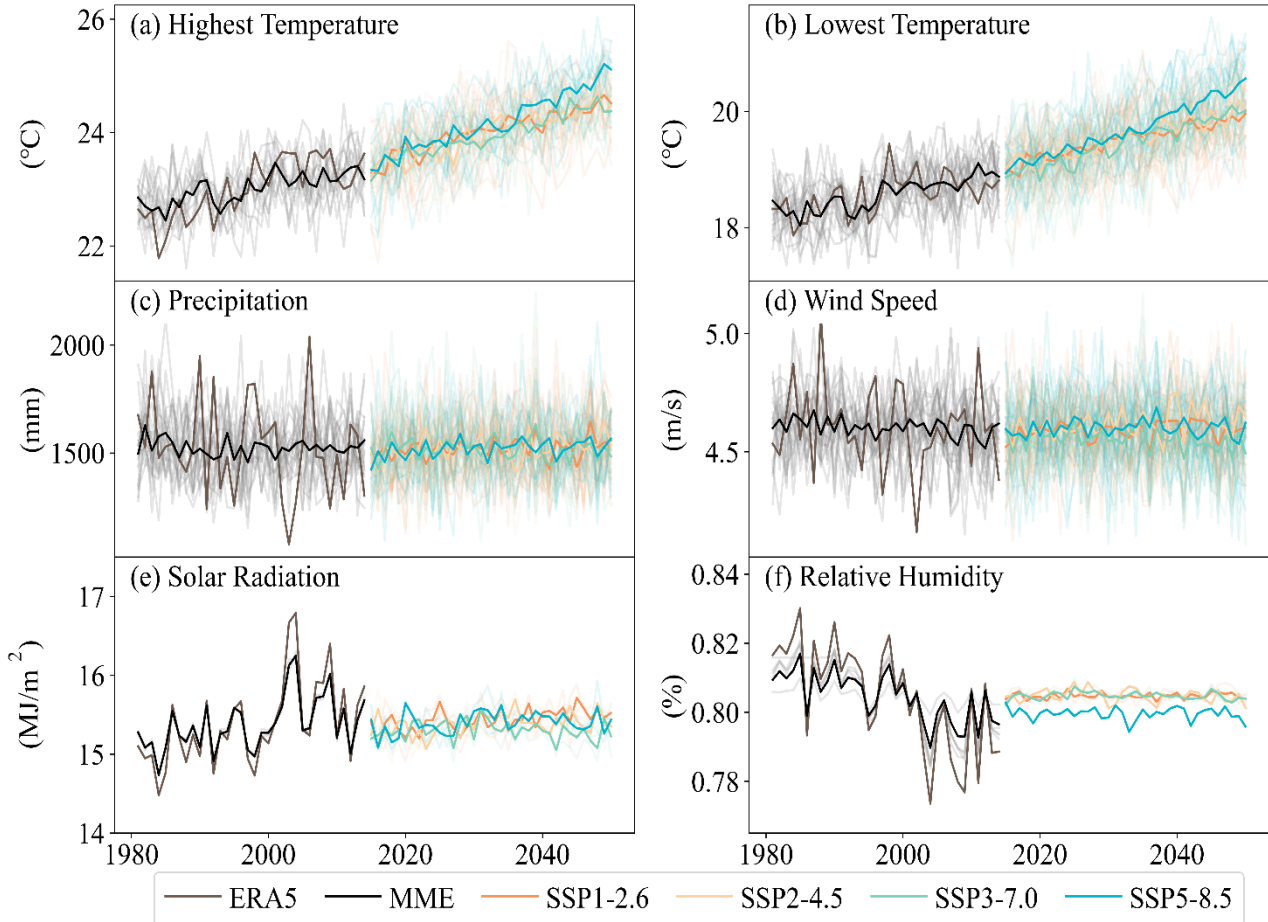 (a) Highest Temperature
(b) Lowest Temperature
26
24
22
(°C)
20
18
(°C)
(c) Precipitation
(d) Wind Speed
2000
1500
(mm)
5.0
4.5
(m/s)
(e) Solar Radiation
(f) Relative Humidity
17
16
15
14
(MJ/m²)
0.84
0.82
0.80
0.78
(%)
1980 2000 2020 2040
1980 2000 2020 2040
ERA5 MME SSP1-2.6 SSP2-4.5 SSP3-7.0 SSP5-8.5